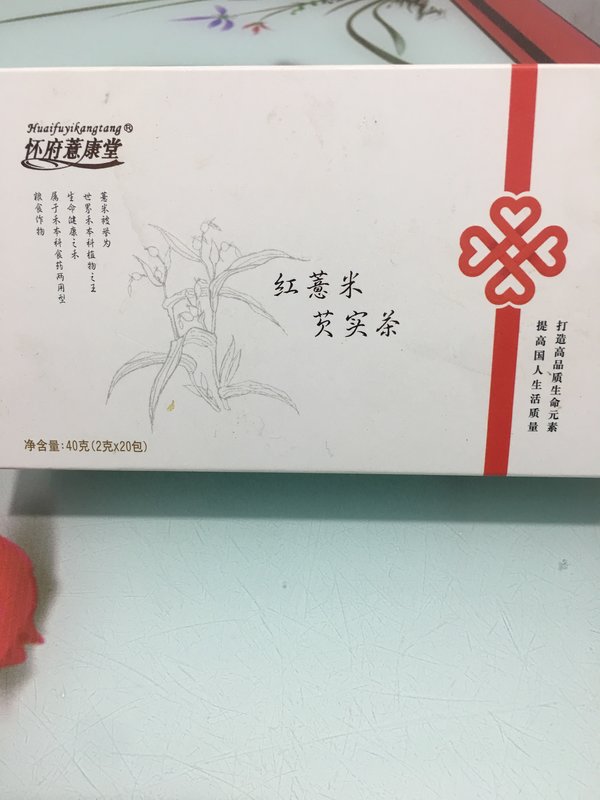 Huaifuyikangtang®
怀府薏康堂
薏米被誉为
世界禾本科植物之王
生命健康之禾
属于禾本科食药两用型
粮食作物
红薏米
芡实茶
打造高品质生命元素
提高国人生活质量
净含量:40克(2克x20包)